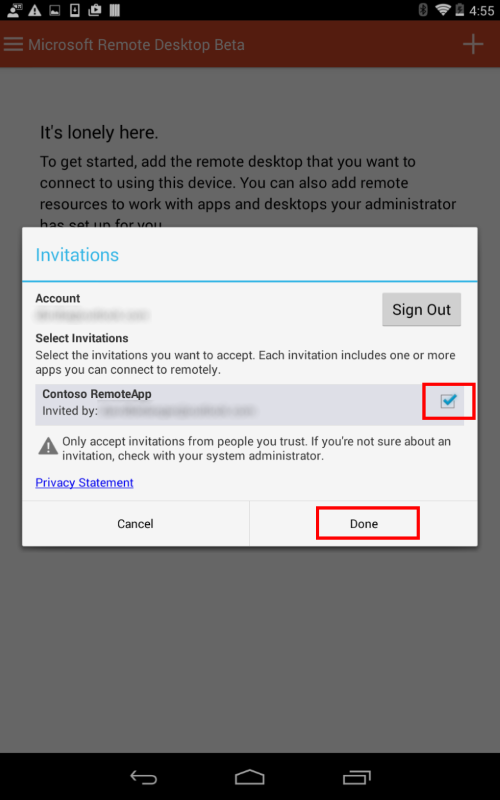 4:55
Microsoft Remote Desktop Beta
It's lonely here.
To get started, add the remote desktop that you want to
connect to using this device. You can also add remote
resources to work with apps and desktops your administrator
has set up for you.
Invitations
Account
Sign Out
Select Invitations
Select the invitations you want to accept. Each invitation includes one or more
apps you can connect to remotely.
Contoso RemoteApp
Invited by:
Only accept invitations from people you trust. If you're not sure about an
invitation, check with your system administrator.
Privacy Statement
Cancel
Done